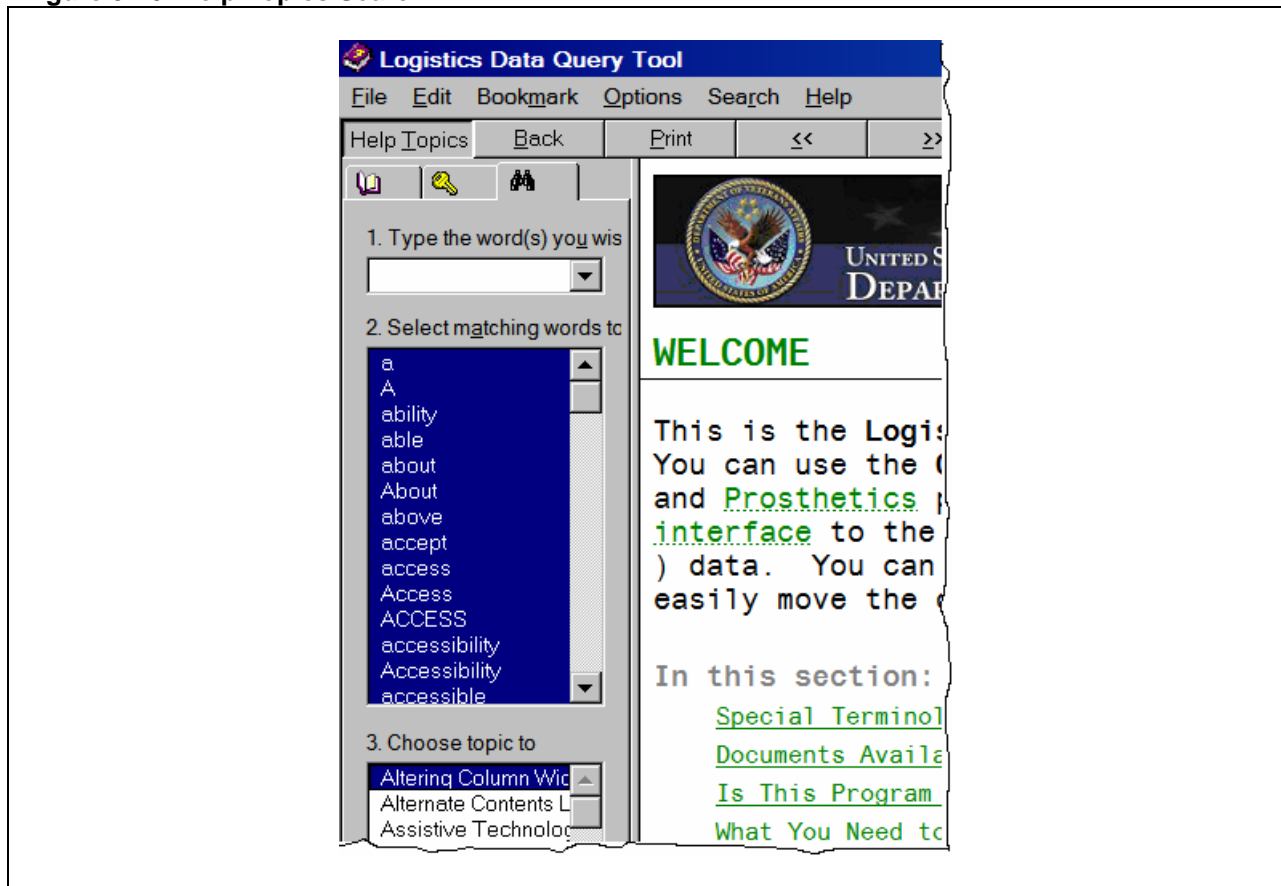 Logistics Data Query Tool
File Edit Bookmark Options Search Help
Help Topics Back Print << >>
1. Type the word(s) you wis
2. Select matching words to
a
A
ability
able
about
About
above
accept
access
Access
ACCESS
accessibility
Accessibility
accessible
3. Choose topic to
Altering Column Wid
Alternate Contents L
Assistive Technolog
UNITED S
DEPAR
WELCOME
This is the Logis
You can use the
and Prosthetics
interface to the
) data. You can
easily move the
In this section:
Special Terminol
Documents Availa
Is This Program
What You Need to